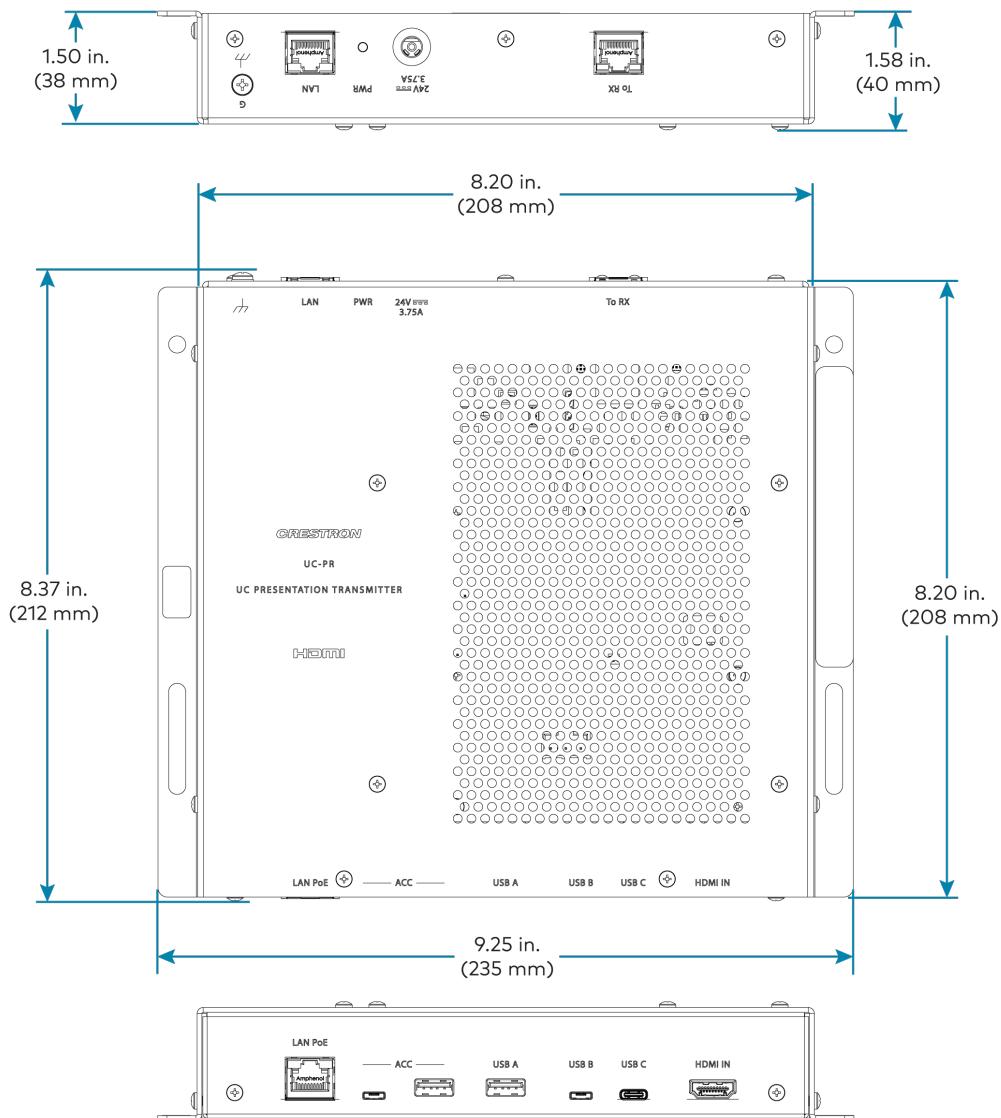 1.50 in.
(38 mm)
G
LAN
Amphenol
PWR
24V
3.75A
To RX
Amphenol
1.58 in.
(40 mm)
8.20 in.
(208 mm)
LAN PWR 24V To RX
3.75A
8.37 in.
(212 mm)
CRESTRON
UC-PR
UC PRESENTATION TRANSMITTER
HDMI
8.20 in.
(208 mm)
LAN PoE ACC USB A USB B USB C HDMI IN
9.25 in.
(235 mm)
LAN PoE ACC USB A USB B USB C HDMI IN
Amphenol